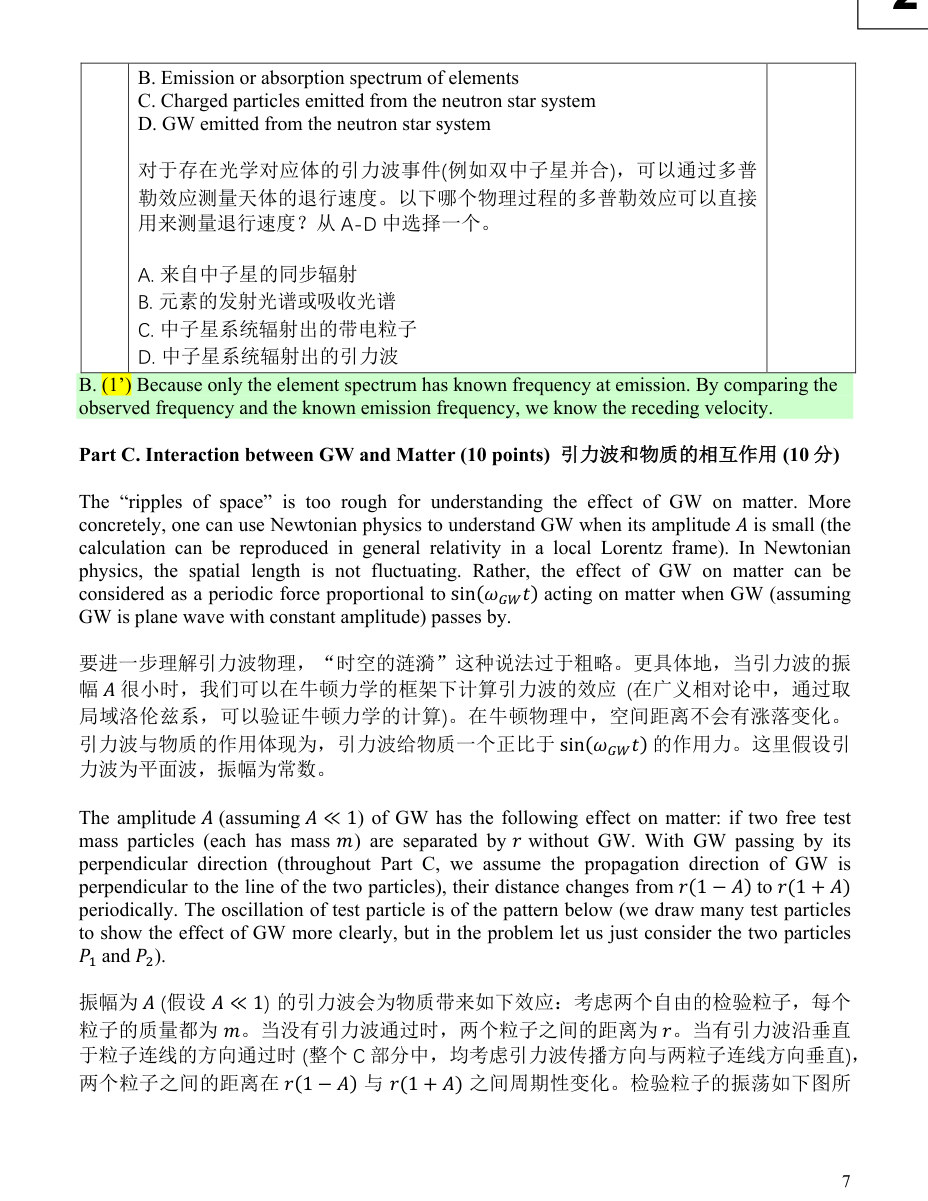 2
B. Emission or absorption spectrum of elements
C. Charged particles emitted from the neutron star system
D. GW emitted from the neutron star system
对于存在光学对应体的引力波事件(例如双中子星并合)，可以通过多普
勒效应测量天体的退行速度。以下哪个物理过程的多普勒效应可以直接
用来测量退行速度？从 A-D 中选择一个。
A. 来自中子星的同步辐射
B. 元素的发射光谱或吸收光谱
C. 中子星系统辐射出的带电粒子
D. 中子星系统辐射出的引力波
B. (1’) Because only the element spectrum has known frequency at emission. By comparing the
observed frequency and the known emission frequency, we know the receding velocity.
Part C. Interaction between GW and Matter (10 points) 引力波和物质的相互作用 (10 分)
The “ripples of space” is too rough for understanding the effect of GW on matter. More
concretely, one can use Newtonian physics to understand GW when its amplitude 𝐴 is small (the
calculation can be reproduced in general relativity in a local Lorentz frame). In Newtonian
physics, the spatial length is not fluctuating. Rather, the effect of GW on matter can be
considered as a periodic force proportional to sin(𝜔_𝐺𝑊 𝑡) acting on matter when GW (assuming
GW is plane wave with constant amplitude) passes by.
要进一步理解引力波物理，“时空的涟漪”这种说法过于粗略。更具体地，当引力波的振
幅 𝐴 很小时，我们可以在牛顿力学的框架下计算引力波的效应 (在广义相对论中，通过取
局域洛伦兹系，可以验证牛顿力学的计算)。在牛顿物理中，空间距离不会有涨落变化。
引力波与物质的作用体现为，引力波给物质一个正比于 sin(𝜔_𝐺𝑊 𝑡) 的作用力。这里假设引
力波为平面波，振幅为常数。
The amplitude 𝐴 (assuming 𝐴 ≪ 1) of GW has the following effect on matter: if two free test
mass particles (each has mass 𝑚) are separated by 𝑟 without GW. With GW passing by its
perpendicular direction (throughout Part C, we assume the propagation direction of GW is
perpendicular to the line of the two particles), their distance changes from 𝑟(1 − 𝐴) to 𝑟(1 + 𝐴)
periodically. The oscillation of test particle is of the pattern below (we draw many test particles
to show the effect of GW more clearly, but in the problem let us just consider the two particles
𝑃₁ and 𝑃₂).
振幅为 𝐴 (假设 𝐴 ≪ 1) 的引力波会为物质带来如下效应：考虑两个自由的检验粒子，每个
粒子的质量都为 𝑚。当没有引力波通过时，两个粒子之间的距离为 𝑟。当有引力波沿垂直
于粒子连线的方向通过时 (整个 C 部分中，均考虑引力波传播方向与两粒子连线方向垂直)，
两个粒子之间的距离在 𝑟(1 − 𝐴) 与 𝑟(1 + 𝐴) 之间周期性变化。检验粒子的振荡如下图所
7